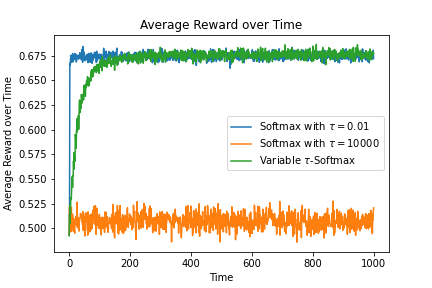 Average Reward over Time
Average Reward over Time
0.675
0.650
0.625
0.600
0.575
0.550
0.525
0.500
Softmax with τ = 0.01
Softmax with τ = 10000
Variable τ-Softmax
0
200
400
600
800
1000
Time